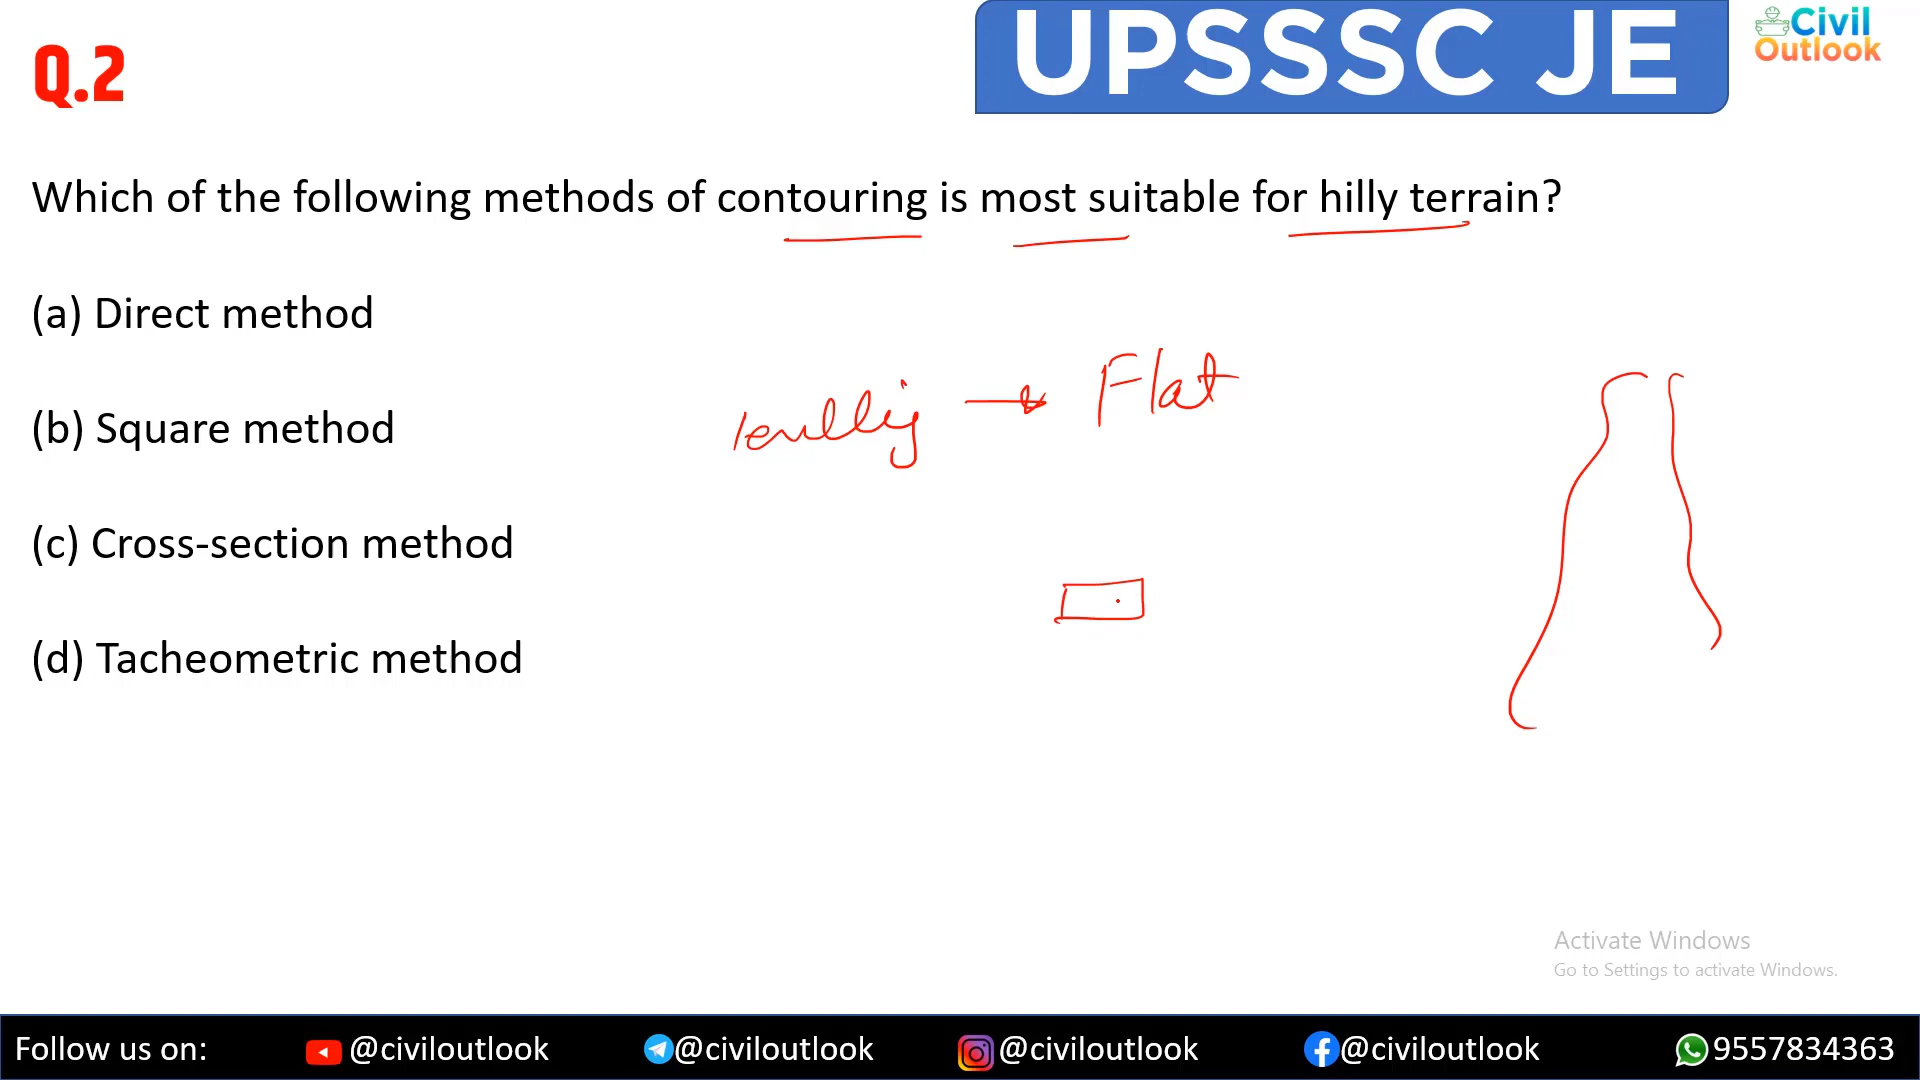 Q.2
UPSSSC JE
Civil
Outlook
Which of the following methods of contouring is most suitable for hilly terrain?
(a) Direct method
Flat
(b) Square method
(c) Cross-section method
(d) Tacheometric method
Activate Windows
Go to Settings to activate Windows.
Follow us on: @civiloutlook @civiloutlook @civiloutlook @civiloutlook 9557834363